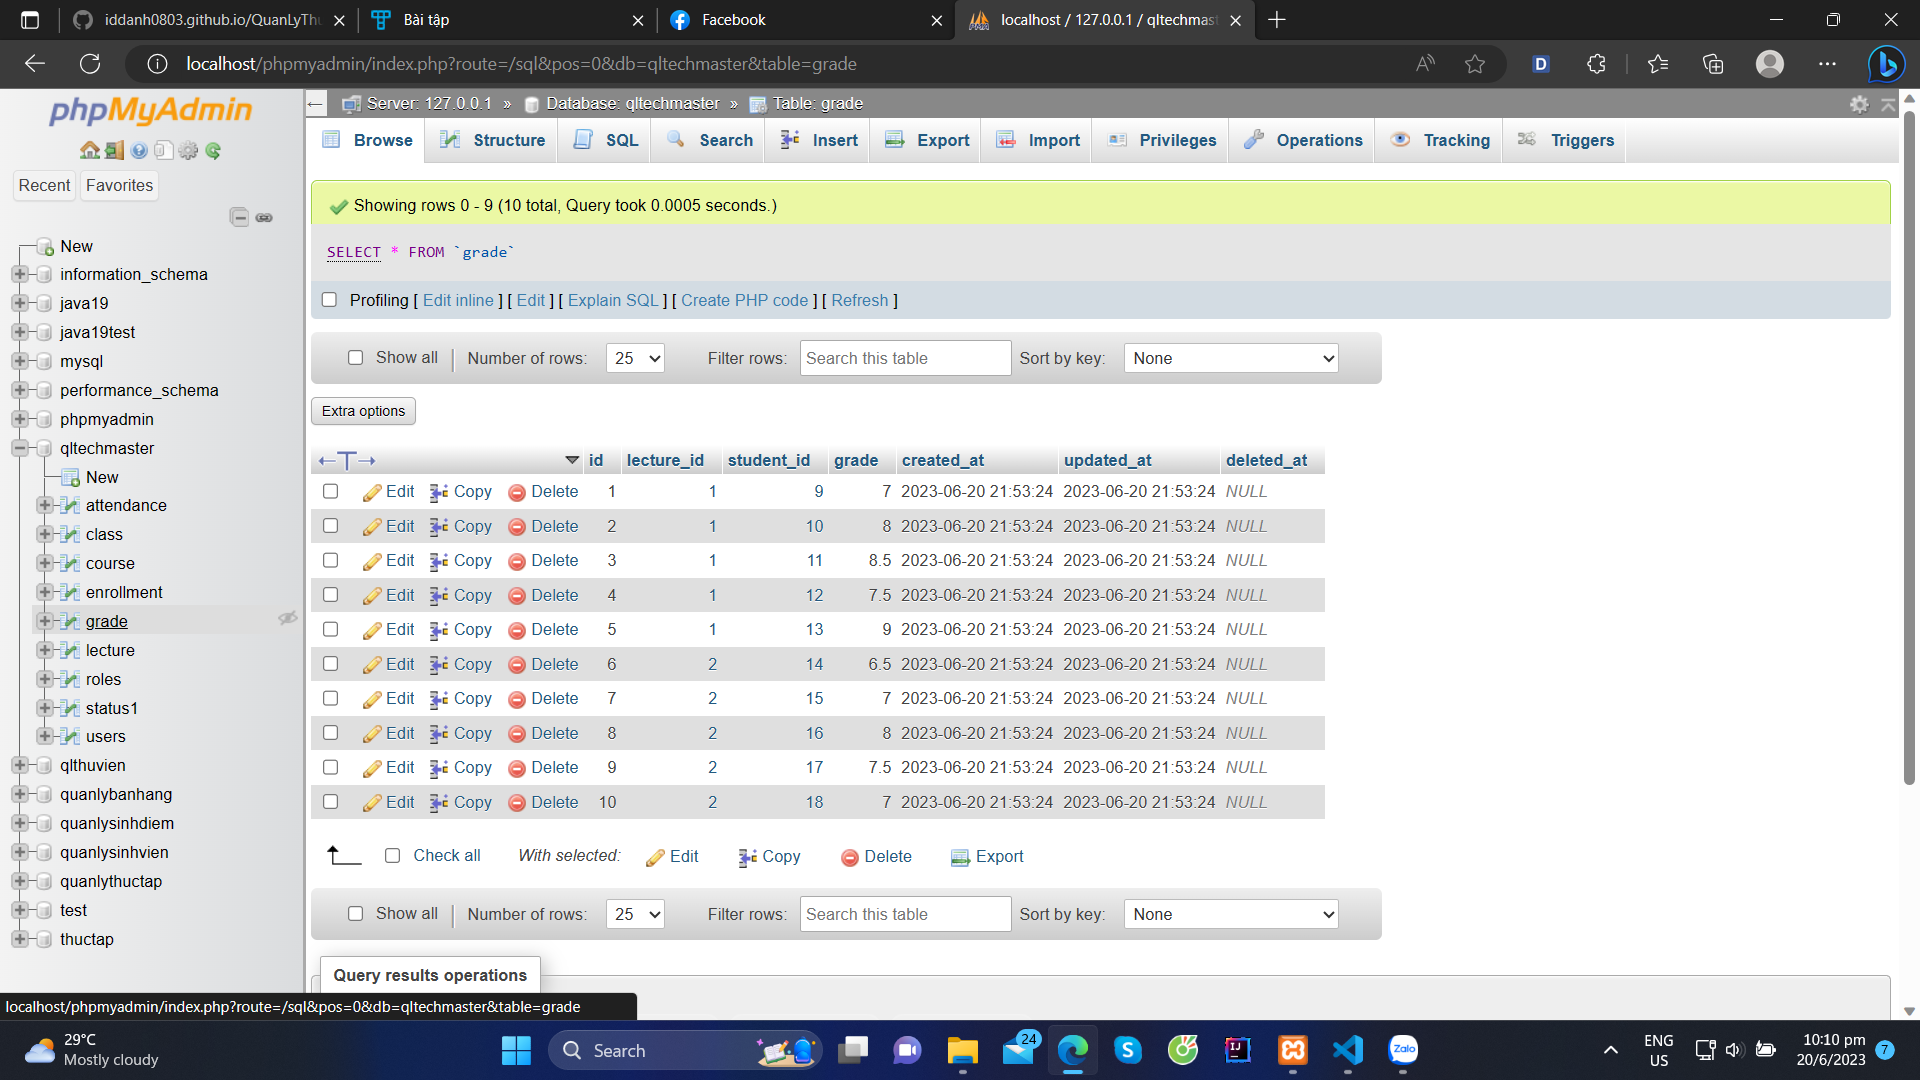 iddanh0803.github.io/QuanLyThu
Bài tập
Facebook
localhost / 127.0.0.1 / qltechmast
localhost/phpmyadmin/index.php?route=/sql&pos=0&db=qltechmaster&table=grade
phpMyAdmin
Recent Favorites
New
information_schema
java19
java19test
mysql
performance_schema
phpmyadmin
qltechmaster
New
attendance
class
course
enrollment
grade
lecture
roles
status1
users
qlthuvien
quanlybanhang
quanlysinhdiem
quanlysinhvien
quanlythuctap
test
thuctap
Server: 127.0.0.1 » Database: qltechmaster » Table: grade
Browse Structure SQL Search Insert Export Import Privileges Operations Tracking Triggers
Showing rows 0 - 9 (10 total, Query took 0.0005 seconds.)
SELECT * FROM `grade`
Profiling [ Edit inline ] [ Edit ] [ Explain SQL ] [ Create PHP code ] [ Refresh ]
Show all Number of rows: 25 Filter rows: Search this table Sort by key: None
Extra options
←T→ id lecture_id student_id grade created_at updated_at deleted_at
Edit Copy Delete 1 1 9 7 2023-06-20 21:53:24 2023-06-20 21:53:24 NULL
Edit Copy Delete 2 1 10 8 2023-06-20 21:53:24 2023-06-20 21:53:24 NULL
Edit Copy Delete 3 1 11 8.5 2023-06-20 21:53:24 2023-06-20 21:53:24 NULL
Edit Copy Delete 4 1 12 7.5 2023-06-20 21:53:24 2023-06-20 21:53:24 NULL
Edit Copy Delete 5 1 13 9 2023-06-20 21:53:24 2023-06-20 21:53:24 NULL
Edit Copy Delete 6 2 14 6.5 2023-06-20 21:53:24 2023-06-20 21:53:24 NULL
Edit Copy Delete 7 2 15 7 2023-06-20 21:53:24 2023-06-20 21:53:24 NULL
Edit Copy Delete 8 2 16 8 2023-06-20 21:53:24 2023-06-20 21:53:24 NULL
Edit Copy Delete 9 2 17 7.5 2023-06-20 21:53:24 2023-06-20 21:53:24 NULL
Edit Copy Delete 10 2 18 7 2023-06-20 21:53:24 2023-06-20 21:53:24 NULL
Check all With selected: Edit Copy Delete Export
Show all Number of rows: 25 Filter rows: Search this table Sort by key: None
Query results operations
localhost/phpmyadmin/index.php?route=/sql&pos=0&db=qltechmaster&table=grade
29°C
Mostly cloudy
Search
24
Zalo
ENG
US
10:10 pm
20/6/2023
7